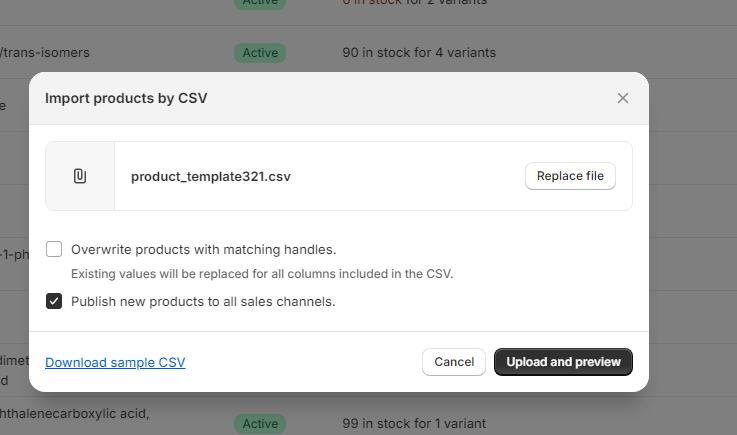 Active
0 in stock for 2 variants
/trans-isomers
Active
90 in stock for 4 variants
Import products by CSV
e
product_template321.csv
Replace file
Overwrite products with matching handles.
-1-ph
Existing values will be replaced for all columns included in the CSV.
Publish new products to all sales channels.
dimet
Download sample CSV
Cancel
Upload and preview
d
hthalenecarboxylic acid,
Active
99 in stock for 1 variant